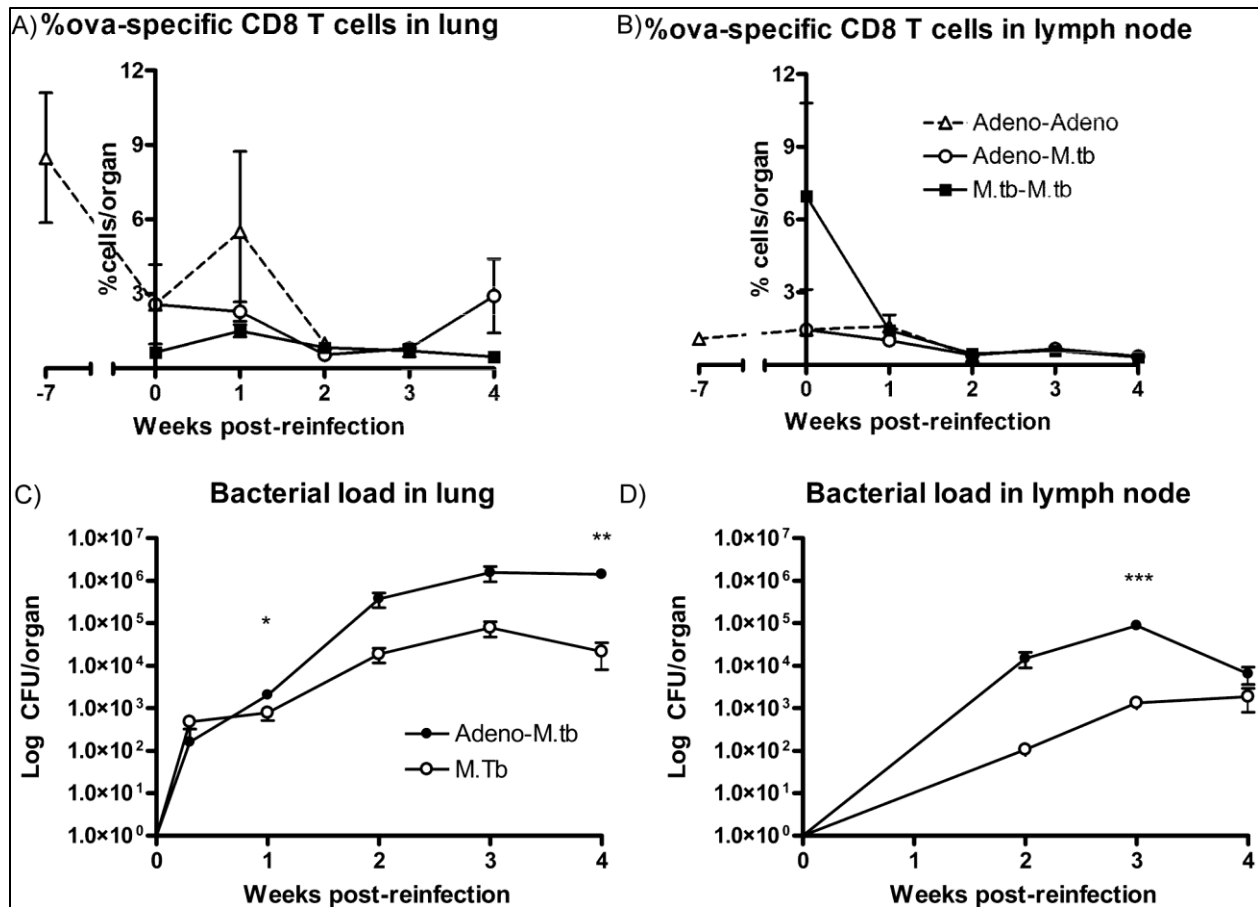 A) %ova-specific CD8 T cells in lung
12
9
6
3
%cells/organ
-7
0
1
2
3
4
Weeks post-reinfection
B) %ova-specific CD8 T cells in lymph node
12
9
6
3
% cells/organ
Adeno-Adeno
Adeno-M.tb
M.tb-M.tb
-7
0
1
2
3
4
Weeks post-reinfection
C) Bacterial load in lung
1.0×10⁷
1.0×10⁶
1.0×10⁵
1.0×10⁴
1.0×10³
1.0×10²
1.0×10¹
1.0×10⁰
Log CFU/organ
*
**
Adeno-M.tb
M.Tb
0
1
2
3
4
Weeks post-reinfection
D) Bacterial load in lymph node
1.0×10⁷
1.0×10⁶
1.0×10⁵
1.0×10⁴
1.0×10³
1.0×10²
1.0×10¹
1.0×10⁰
Log CFU/organ
***
0
1
2
3
4
Weeks post-reinfection